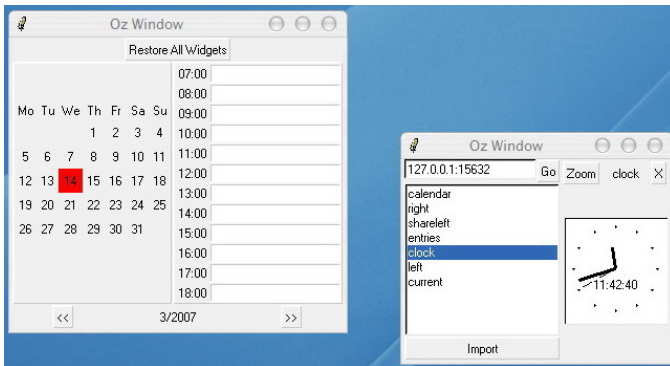 Oz Window
Restore All Widgets
Mo Tu We Th Fr Sa Su
1 2 3 4
5 6 7 8 9 10 11
12 13 14 15 16 17 18
19 20 21 22 23 24 25
26 27 28 29 30 31
07:00
08:00
09:00
10:00
11:00
12:00
13:00
14:00
15:00
16:00
17:00
18:00
<< 3/2007 >>
Oz Window
127.0.0.1:15632 Go Zoom clock X
calendar
right
shareleft
entries
clock
left
current
11:42:40
Import